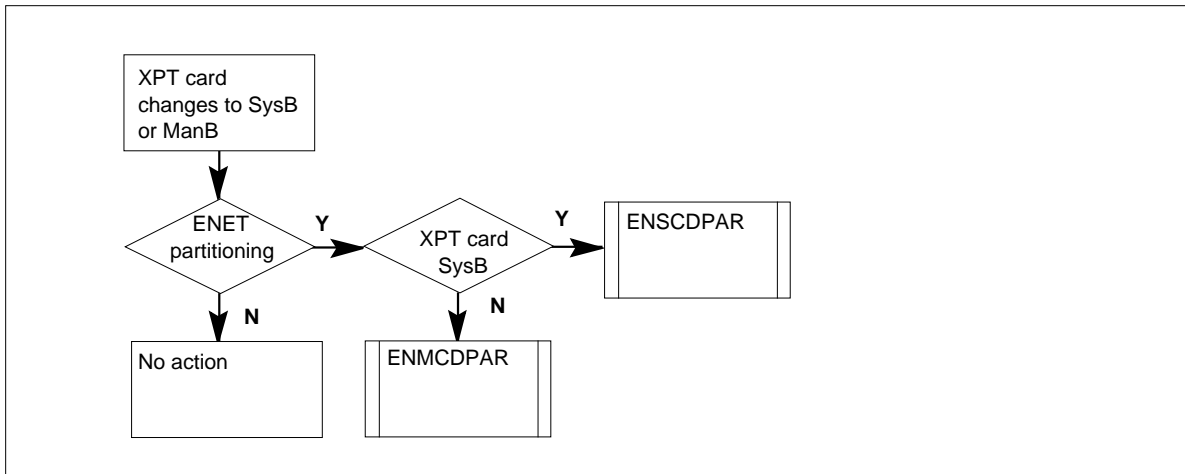 XPT card
changes to SysB
or ManB
ENET
partitioning
Y
XPT card
SysB
Y
ENSCDPAR
N
No action
N
ENMCDPAR